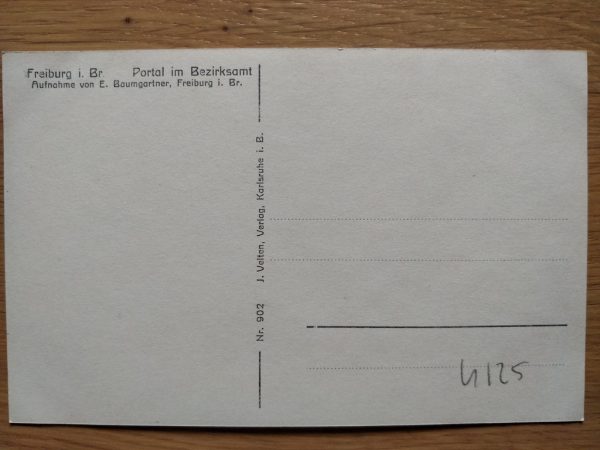 Freiburg i. Br. Portal im Bezirksamt
Aufnahme von E. Baumgartner, Freiburg i. Br.
Nr. 902 J. Velten, Verlag, Karlsruhe i. B.
4125